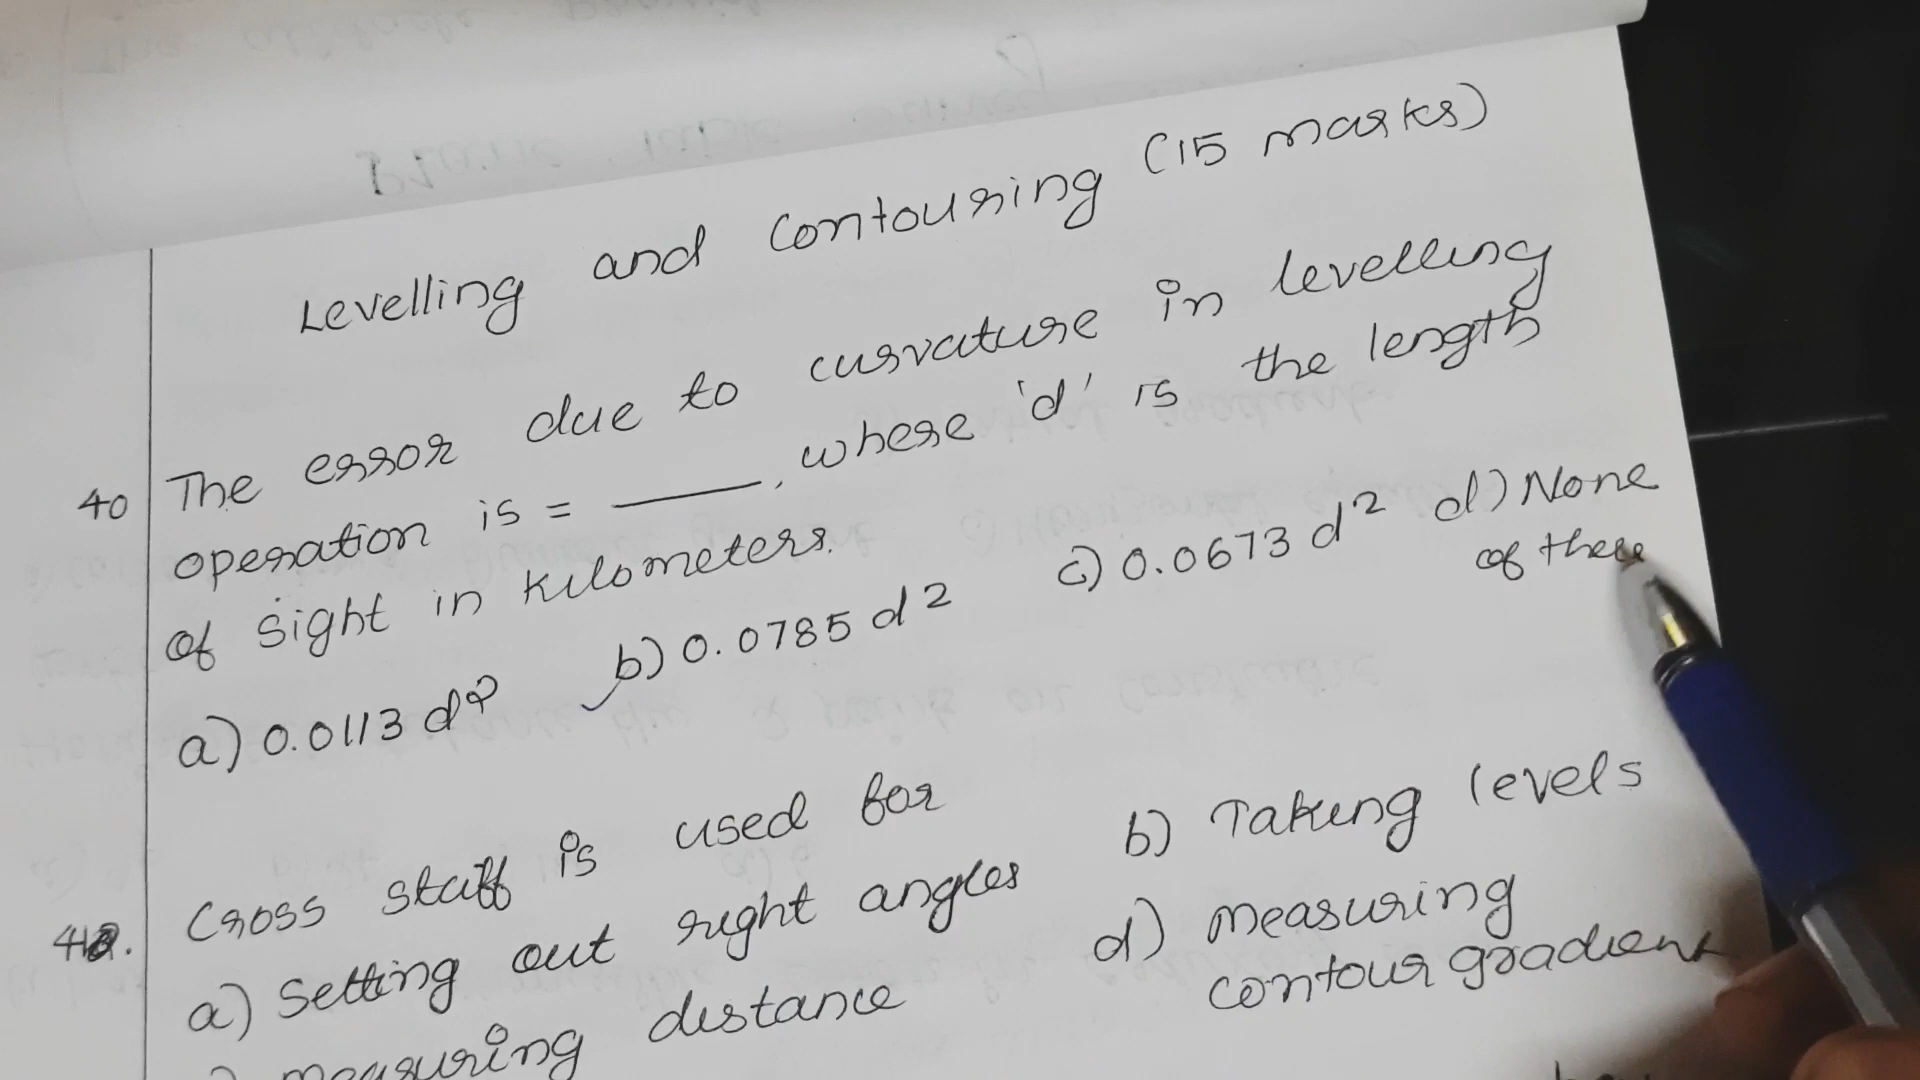 Levelling and Contouring (15 marks)
40 The error due to curvature in levelling
operation is = ____, where 'd' is the length
of sight in kilometers.
a) 0.0113 d² b) 0.0785 d² c) 0.0673 d² d) None
of these
Cross staff is used for
a) Setting out right angles b) Taking levels
measuring distance d) Measuring
contour gradient